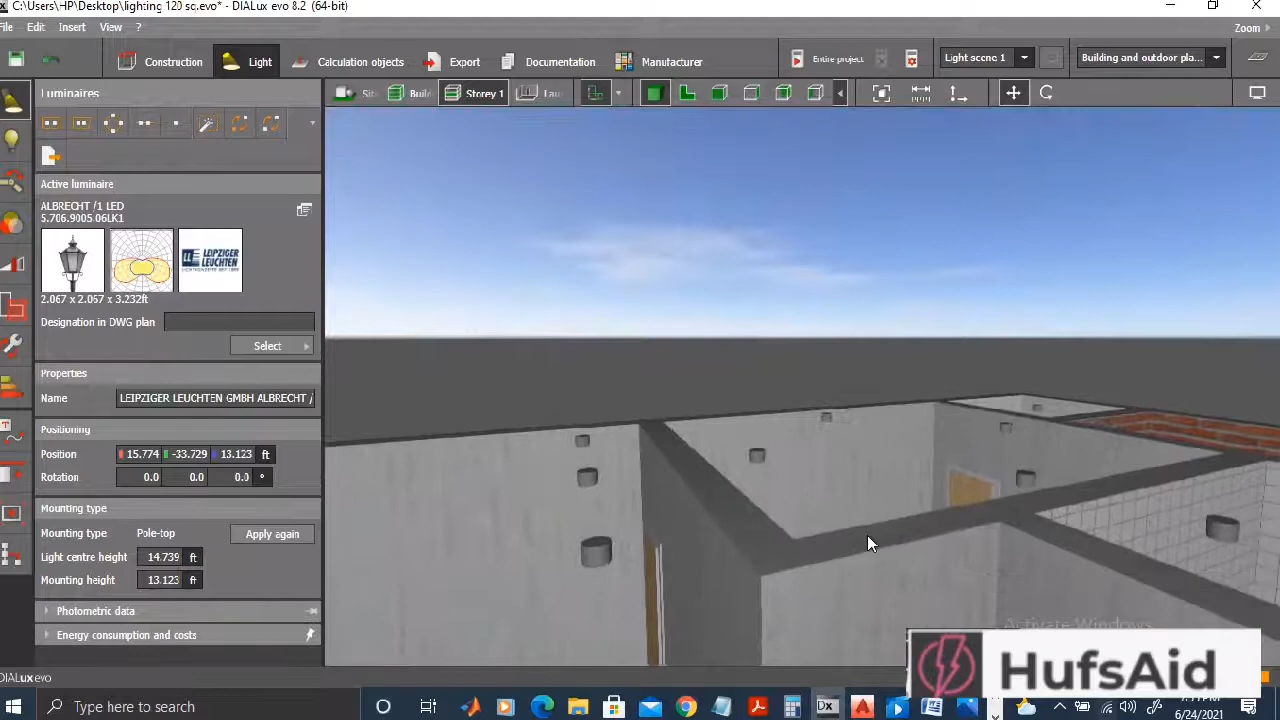 C:\Users\HP\Desktop\lighting 120 sq.evo* - DIALux evo 8.2 (64-bit)
File Edit Insert View ? Zoom
Construction Light Calculation objects Export Documentation Manufacturer Entire project Light scene 1 Building and outdoor pla...
Luminaires Build Storey 1
Active luminaire
ALBRECHT /1 LED
5.706.9005.06LK1
LEIPZIGER
LEUCHTEN
2.067 x 2.067 x 3.232ft
Designation in DWG plan
Select
Properties
Name LEIPZIGER LEUCHTEN GMBH ALBRECHT /
Positioning
Position 15.774 -33.729 13.123 ft
Rotation 0.0 0.0 0.0 °
Mounting type
Mounting type Pole-top Apply again
Light centre height 14.739 ft
Mounting height 13.123 ft
Photometric data
Energy consumption and costs
Activate Windows
HufsAid
DIALux evo
Type here to search
Dx
6/24/2021